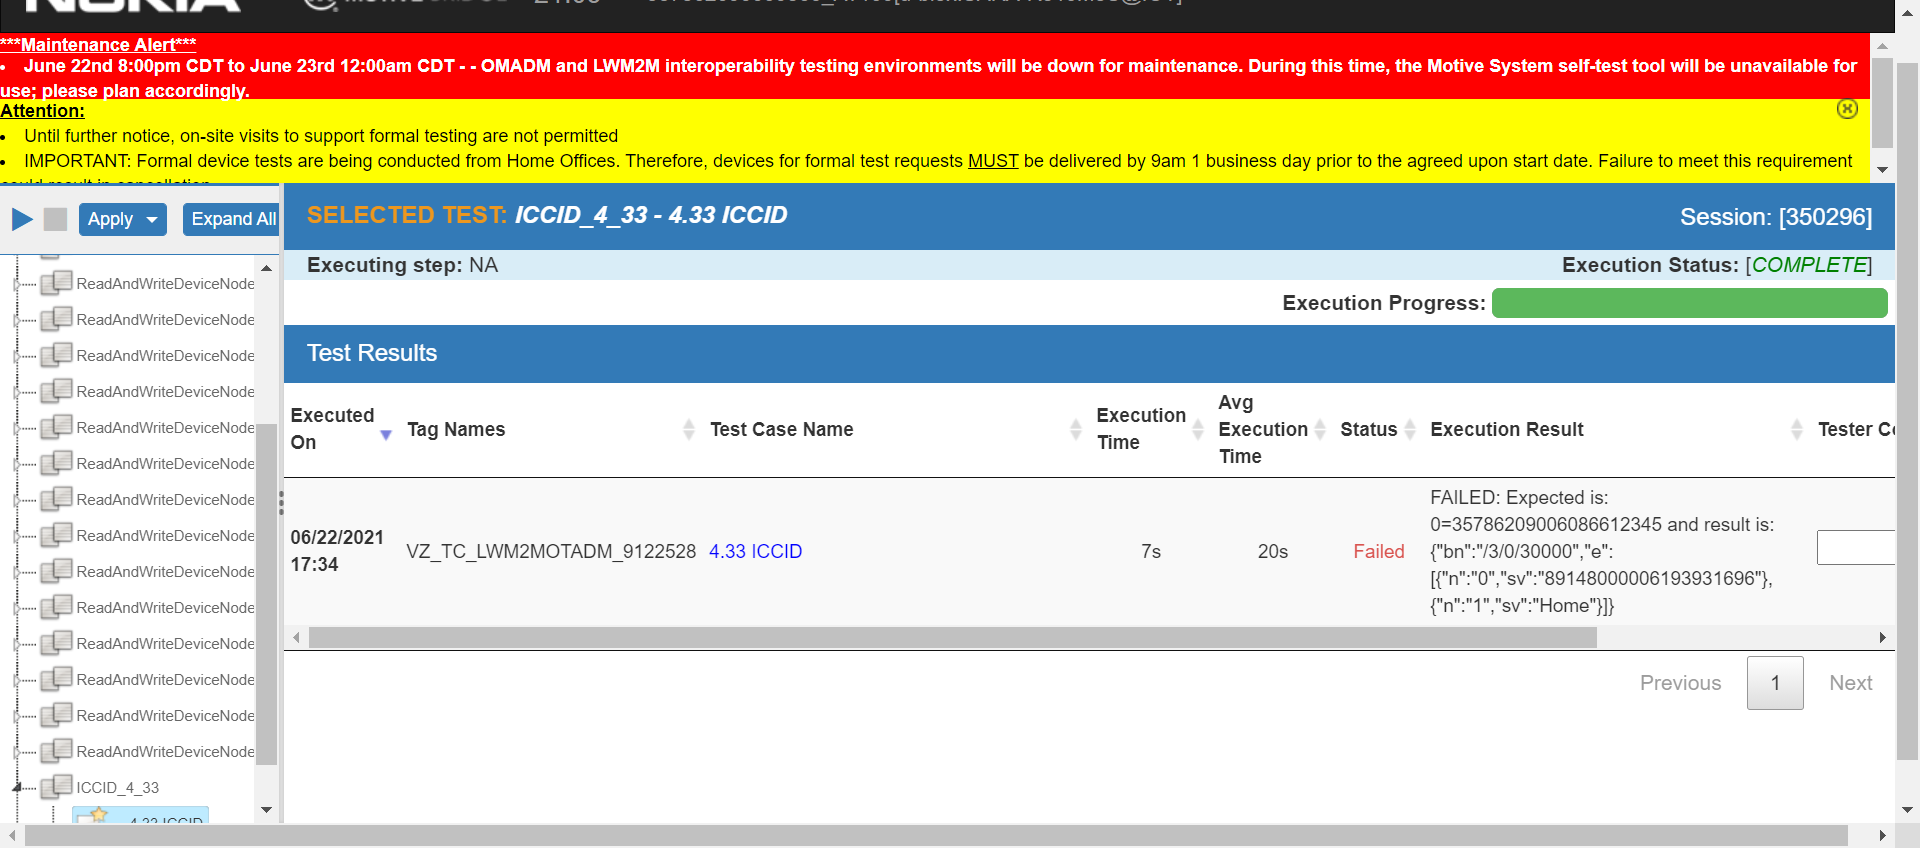 NOKIA
***Maintenance Alert***
• June 22nd 8:00pm CDT to June 23rd 12:00am CDT - - OMADM and LWM2M interoperability testing environments will be down for maintenance. During this time, the Motive System self-test tool will be unavailable for
use; please plan accordingly.
Attention:
• Until further notice, on-site visits to support formal testing are not permitted
• IMPORTANT: Formal device tests are being conducted from Home Offices. Therefore, devices for formal test requests MUST be delivered by 9am 1 business day prior to the agreed upon start date. Failure to meet this requirement
could result in cancellation
Apply
Expand All
SELECTED TEST: ICCID_4_33 - 4.33 ICCID
Session: [350296]
Executing step: NA
Execution Status: [COMPLETE]
Execution Progress:
Test Results
ReadAndWriteDeviceNode
ReadAndWriteDeviceNode
ReadAndWriteDeviceNode
ReadAndWriteDeviceNode
ReadAndWriteDeviceNode
ReadAndWriteDeviceNode
ReadAndWriteDeviceNode
ReadAndWriteDeviceNode
ReadAndWriteDeviceNode
ReadAndWriteDeviceNode
ReadAndWriteDeviceNode
ReadAndWriteDeviceNode
ReadAndWriteDeviceNode
ReadAndWriteDeviceNode
ICCID_4_33
4.33 ICCID
Executed
On
Tag Names
Test Case Name
Execution
Time
Avg
Execution
Time
Status
Execution Result
Tester Co
06/22/2021
17:34
VZ_TC_LWM2MOTADM_9122528
4.33 ICCID
7s
20s
Failed
FAILED: Expected is:
0=35786209006086612345 and result is:
{"bn":"/3/0/30000","e":
[{"n":"0","sv":"89148000006193931696"},
{"n":"1","sv":"Home"}]}
Previous
1
Next